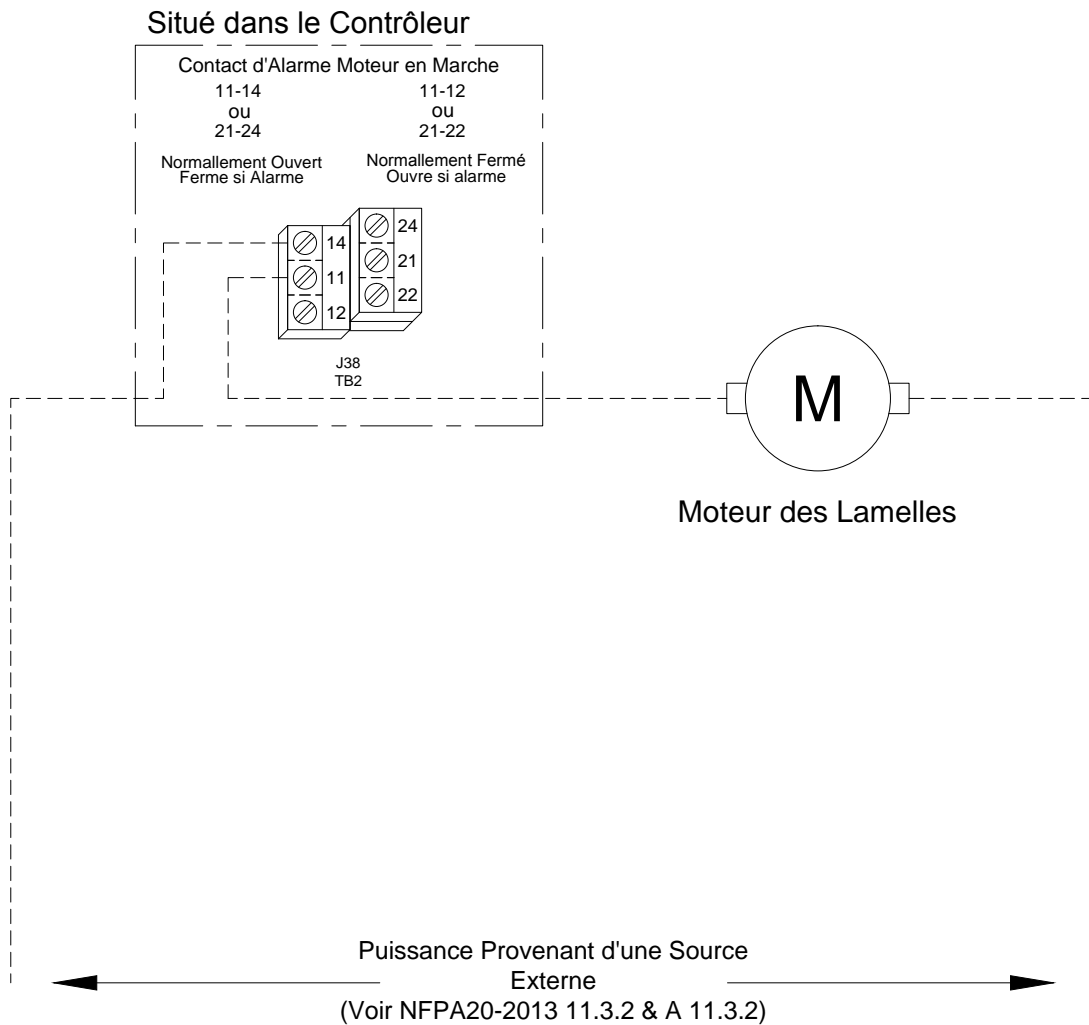 Situé dans le Contrôleur
Contact d'Alarme Moteur en Marche
11-14
ou
21-24
Normallement Ouvert
Ferme si Alarme
11-12
ou
21-22
Normallement Fermé
Ouvre si alarme
14
11
12
24
21
22
J38
TB2
M
Moteur des Lamelles
Puissance Provenant d'une Source
Externe
(Voir NFPA20-2013 11.3.2 & A 11.3.2)